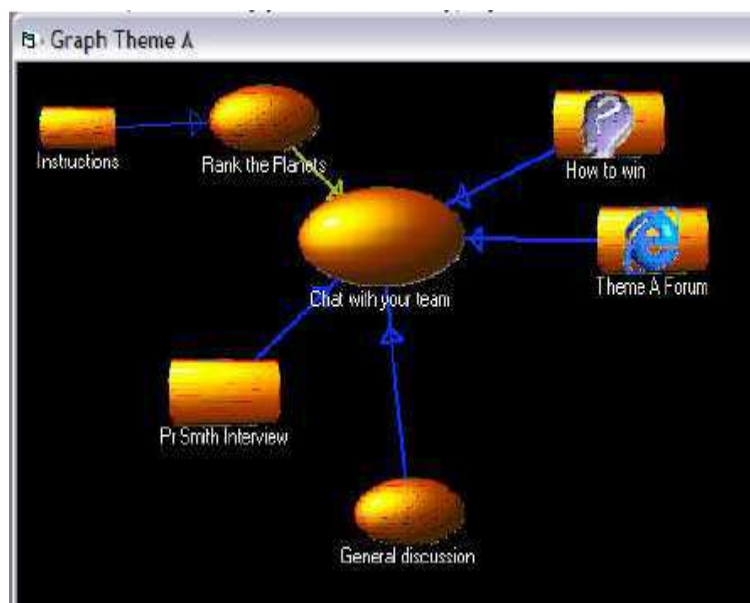 Graph Theme A
Instructions
Rank the Planets
How to win
Theme A Forum
Chat with your team
Pr Smith Interview
General discussion